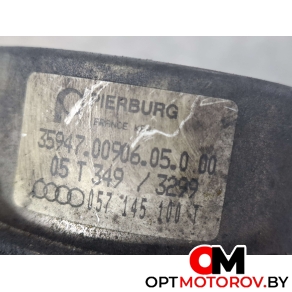 PIERBURG
FRANCE
35947.00906.05.0 00
05 T 349 / 3299
057 145 100 T
OPTMOTOROV.BY